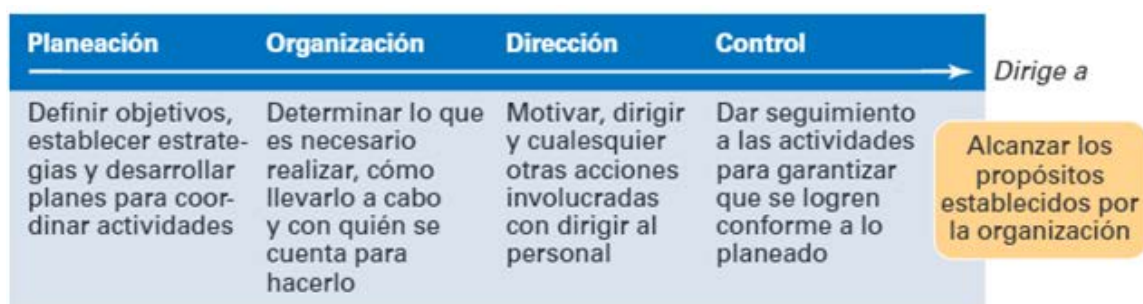 Planeación
Organización
Dirección
Control
Dirige a
Definir objetivos,
establecer estrate-
gias y desarrollar
planes para coor-
dinar actividades
Determinar lo que
es necesario
realizar, cómo
llevarlo a cabo
y con quién se
cuenta para
hacerlo
Motivar, dirigir
y cualesquier
otras acciones
involucradas
con dirigir al
personal
Dar seguimiento
a las actividades
para garantizar
que se logren
conforme a lo
planeado
Alcanzar los
propósitos
establecidos por
la organización